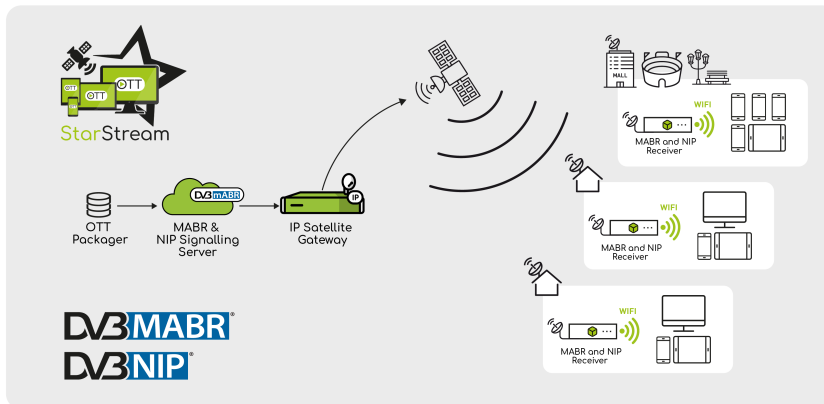 OTT
OTT
OTT
StarStream
OTT
Packager
DVB mABR
MABR &
NIP Signalling
Server
IP
IP Satellite
Gateway
MALL
WIFI
MABR and NIP
Receiver
WIFI
MABR and NIP
Receiver
WIFI
MABR and NIP
Receiver
DVB MABR®
DVB NIP®